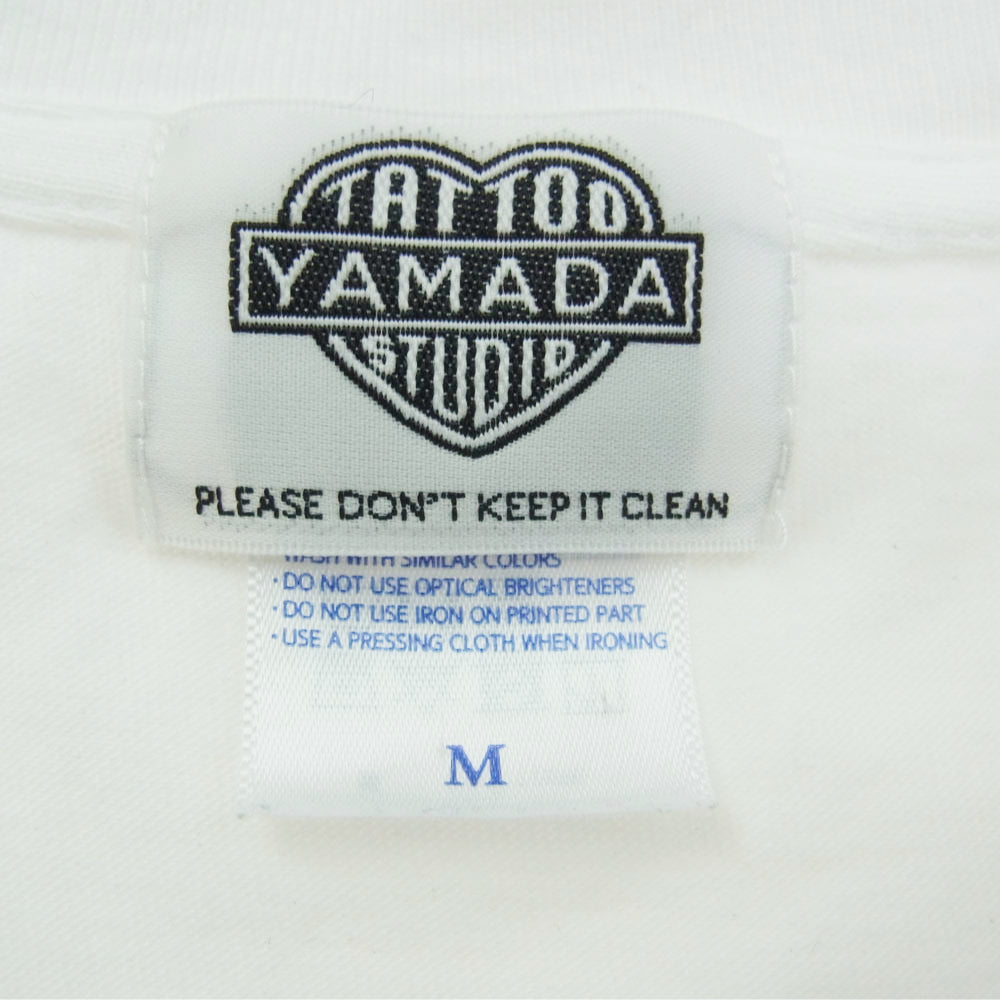 TATTOO
YAMADA
STUDIO
PLEASE DON'T KEEP IT CLEAN
WASH WITH SIMILAR COLORS
· DO NOT USE OPTICAL BRIGHTENERS
· DO NOT USE IRON ON PRINTED PART
· USE A PRESSING CLOTH WHEN IRONING
M